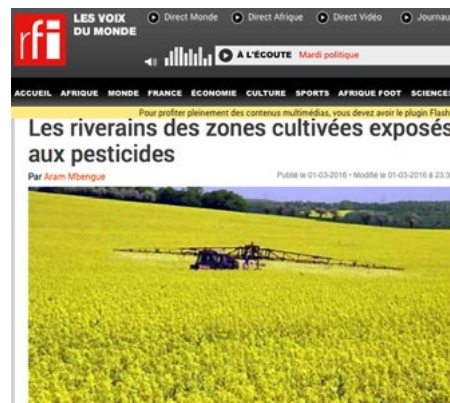 rfi
LES VOIX
DU MONDE
Direct Monde Direct Afrique Direct Vidéo Journau
À L'ÉCOUTE Mardi politique
ACCUEIL AFRIQUE MONDE FRANCE ÉCONOMIE CULTURE SPORTS AFRIQUE FOOT SCIENCES
Pour profiter pleinement des contenus multimédias, vous devez avoir le plugin Flash
Les riverains des zones cultivées exposés
aux pesticides
Par Aram Mbengue Publié le 01-03-2016 • Modifié le 01-03-2016 à 23:3